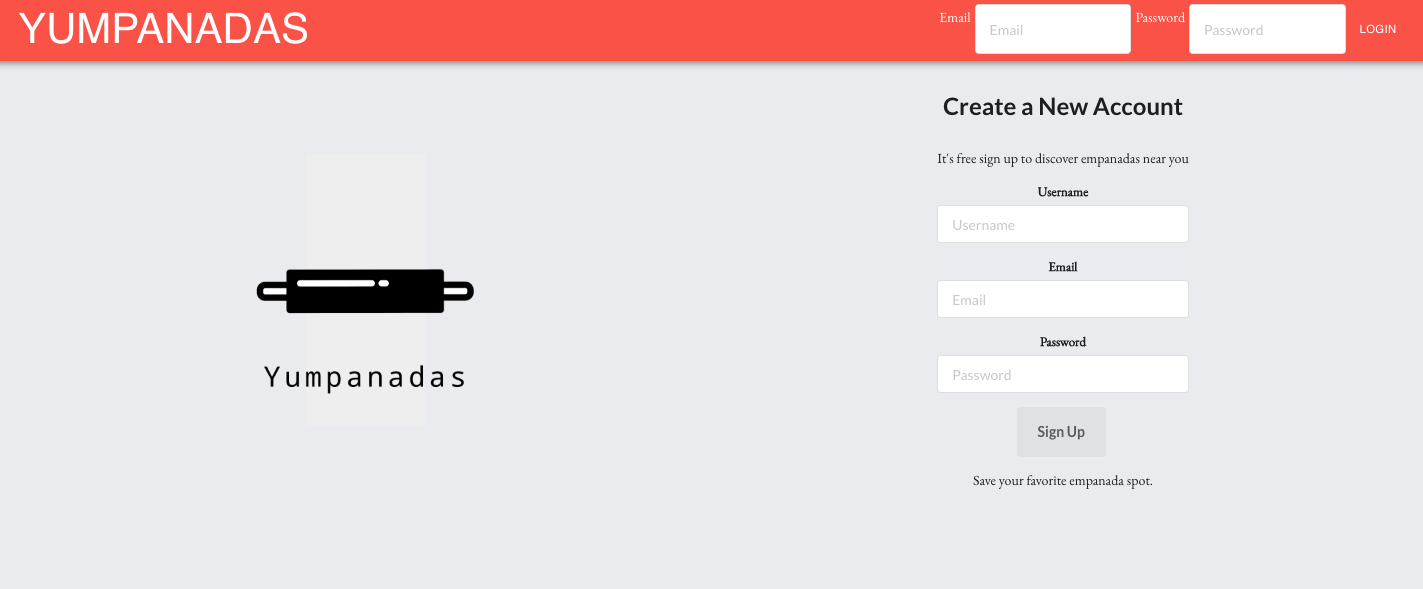 YUMPANADAS
Email Email Password Password LOGIN
Yumpanadas
Create a New Account
It's free sign up to discover empanadas near you
Username
Username
Email
Email
Password
Password
Sign Up
Save your favorite empanada spot.